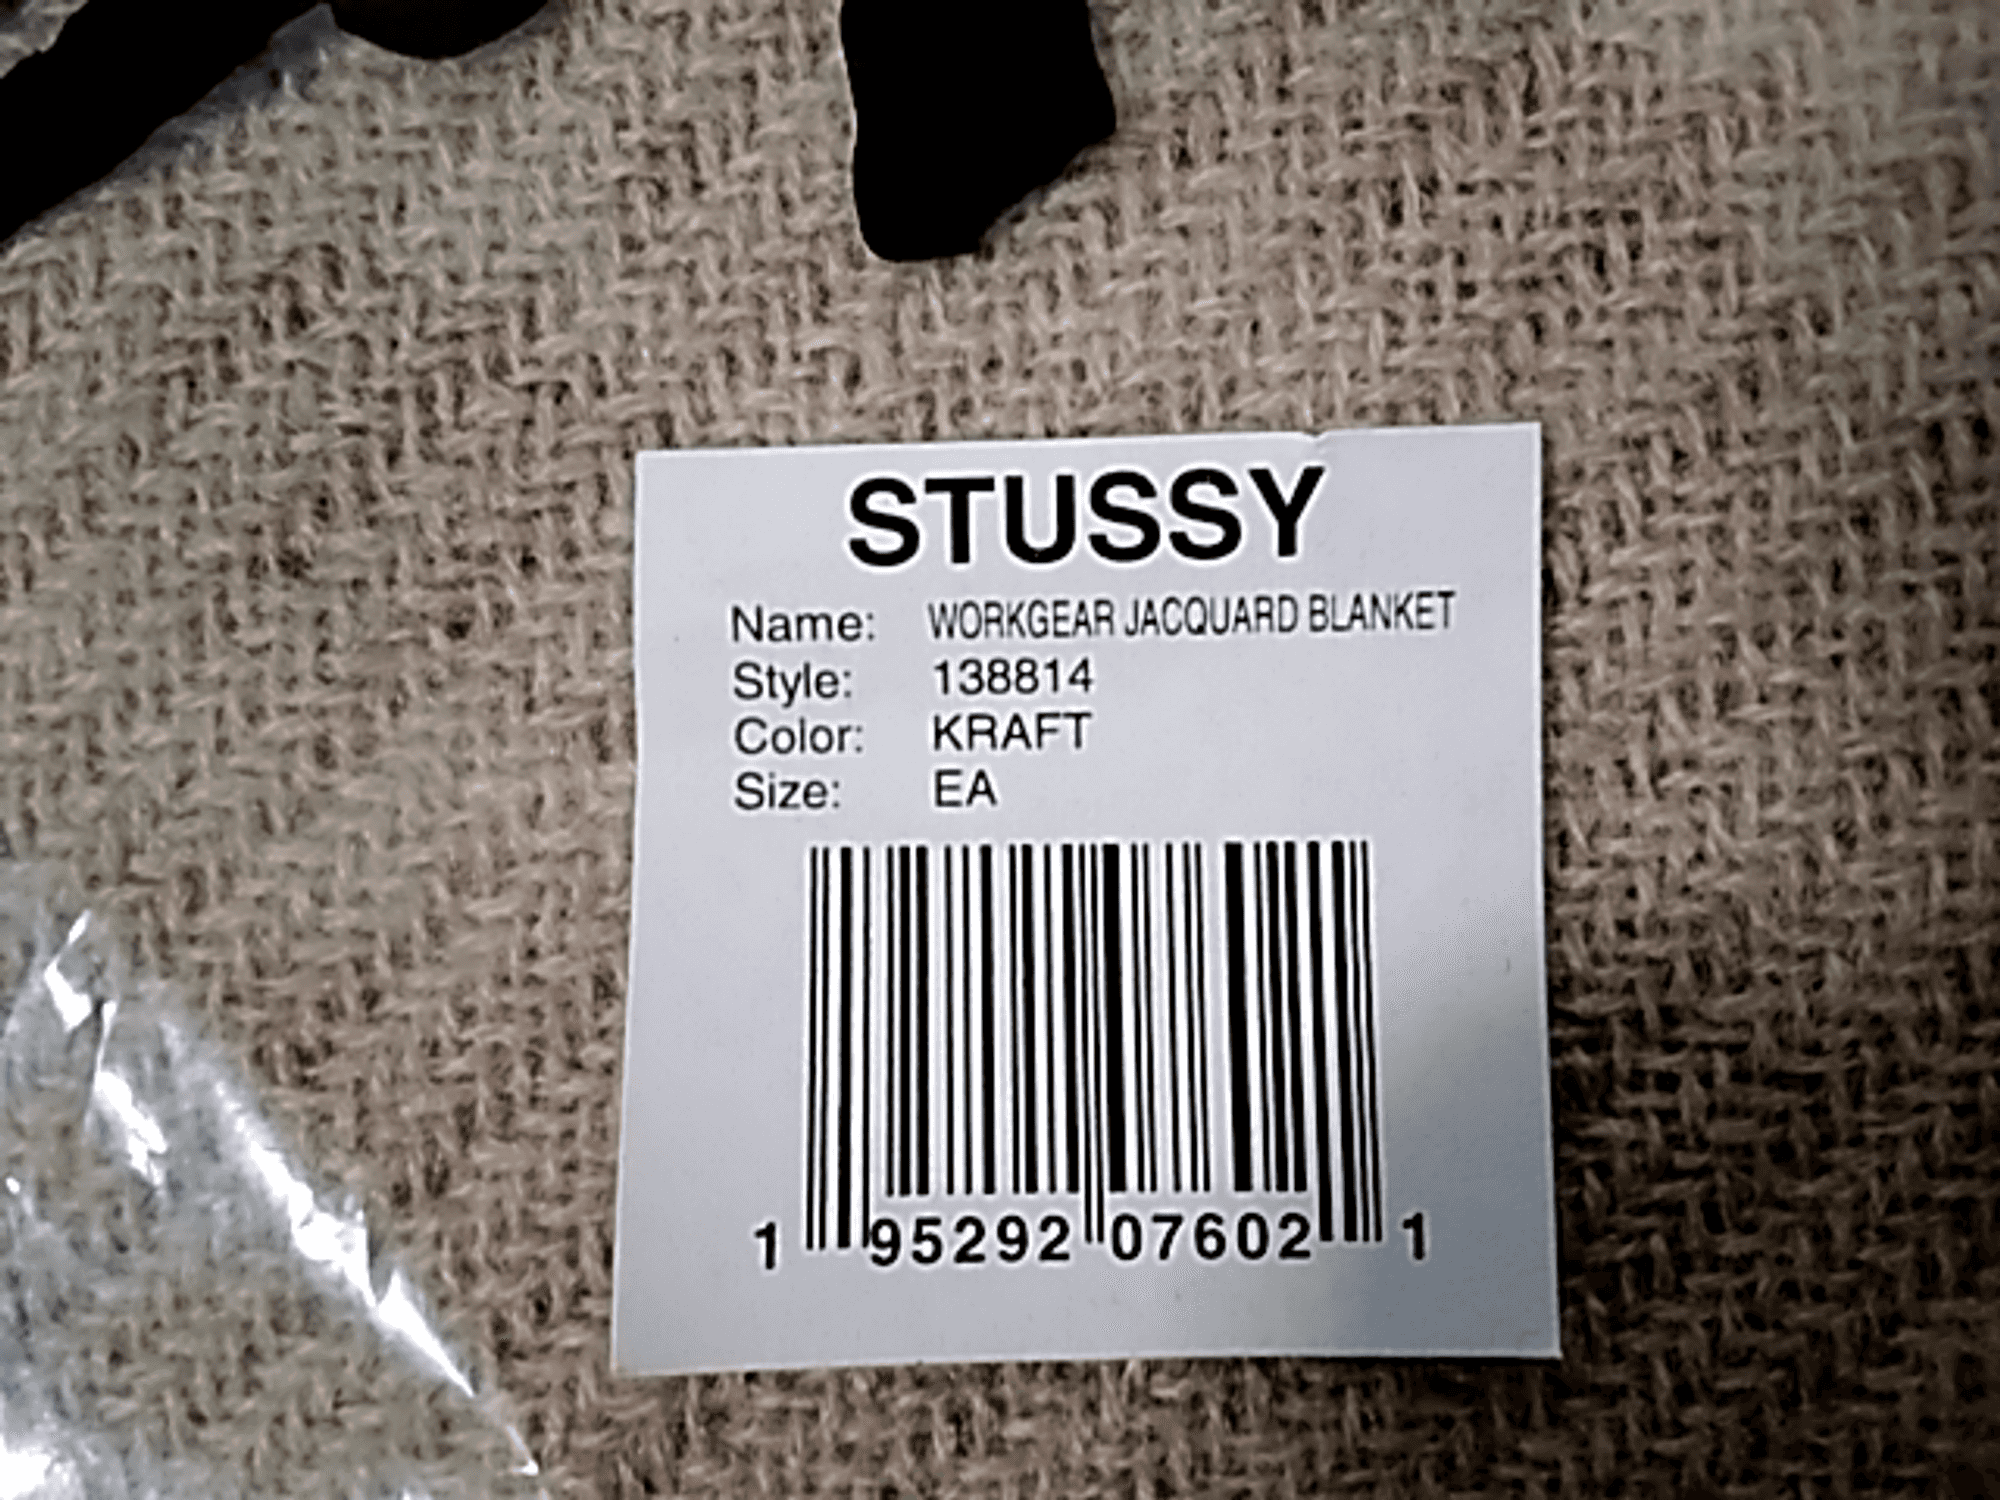 STUSSY
Name: WORKGEAR JACQUARD BLANKET
Style: 138814
Color: KRAFT
Size: EA
1 95292 07602 1